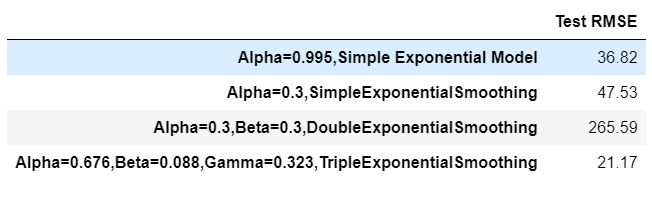 Test RMSE
Alpha=0.995,Simple Exponential Model 36.82
Alpha=0.3,SimpleExponentialSmoothing 47.53
Alpha=0.3,Beta=0.3,DoubleExponentialSmoothing 265.59
Alpha=0.676,Beta=0.088,Gamma=0.323,TripleExponentialSmoothing 21.17